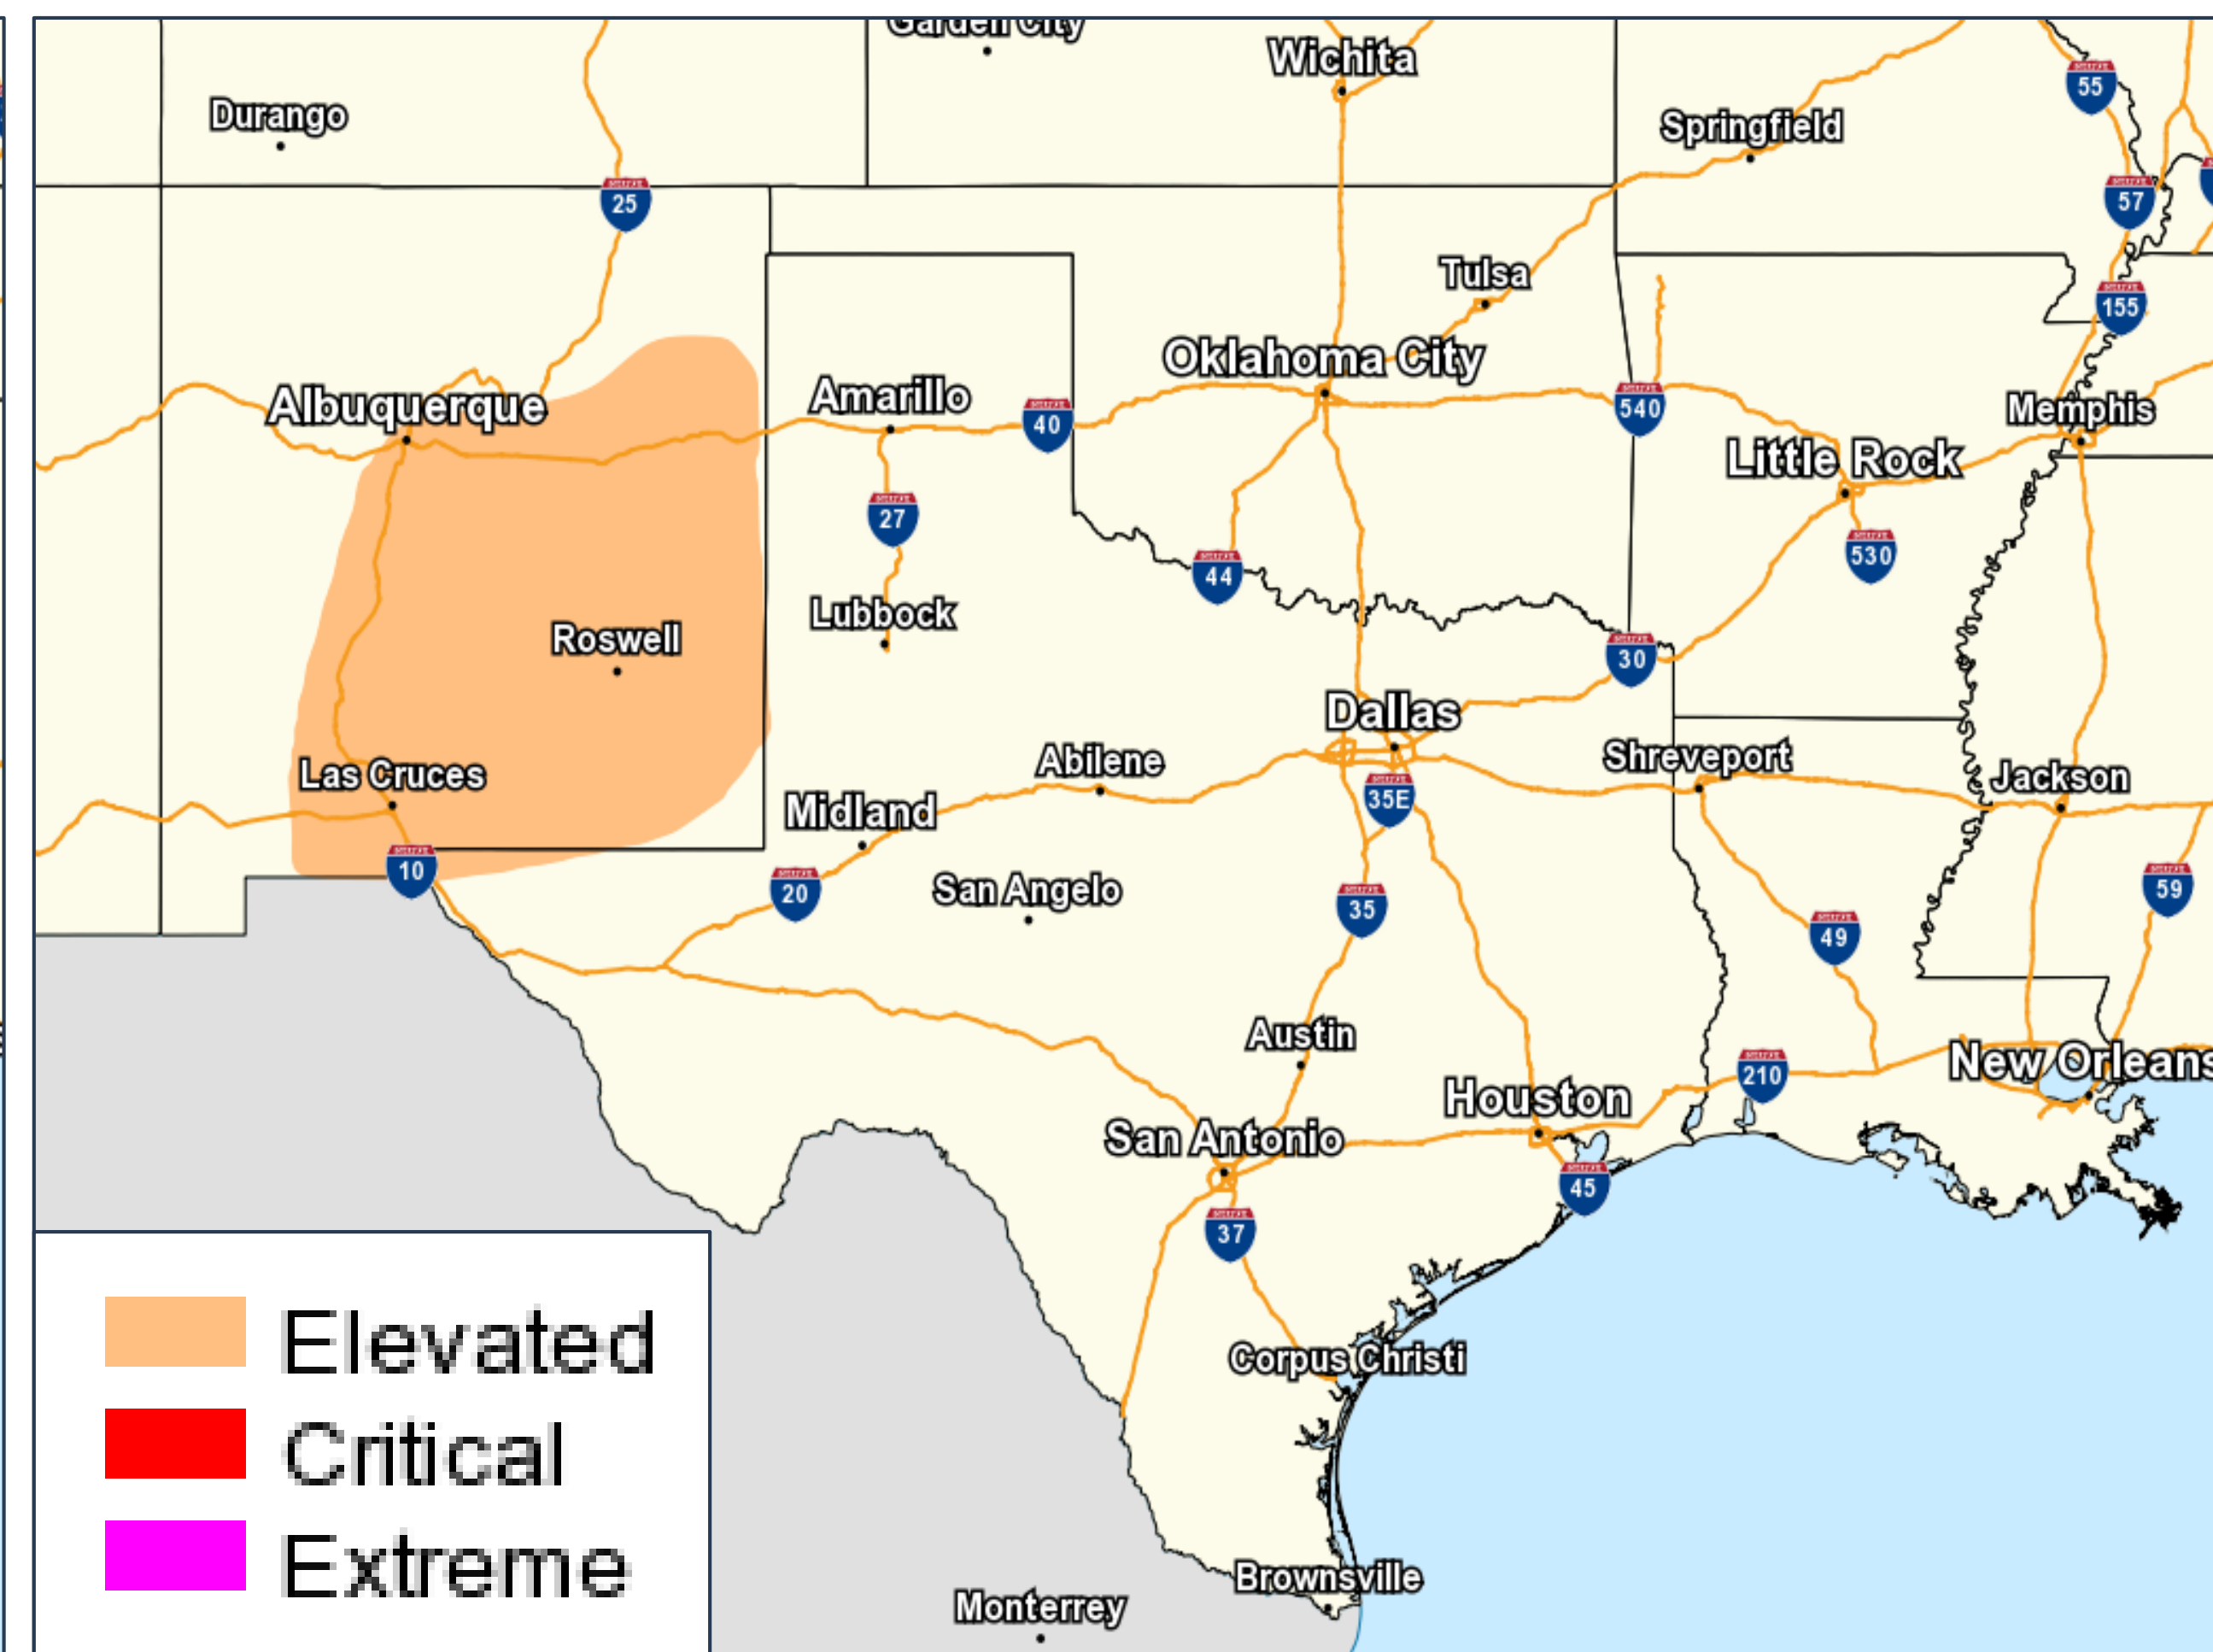 Garden City
Wichita
55
Durango
Springfield
25
57
Tulsa
155
Oklahoma City
Albuquerque
Amarillo
40
540
Memphis
Little Rock
27
530
44
Lubbock
Roswell
30
Dallas
Las Cruces
Abilene
Shreveport
Jackson
Midland
35E
10
20
San Angelo
35
59
49
Austin
210
New Orleans
Houston
San Antonio
45
37
Corpus Christi
Elevated
Critical
Extreme
Brownsville
Monterrey